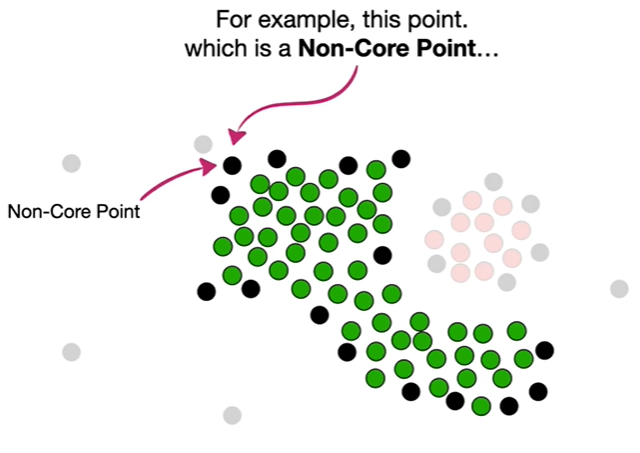 For example, this point.
which is a Non-Core Point...
Non-Core Point